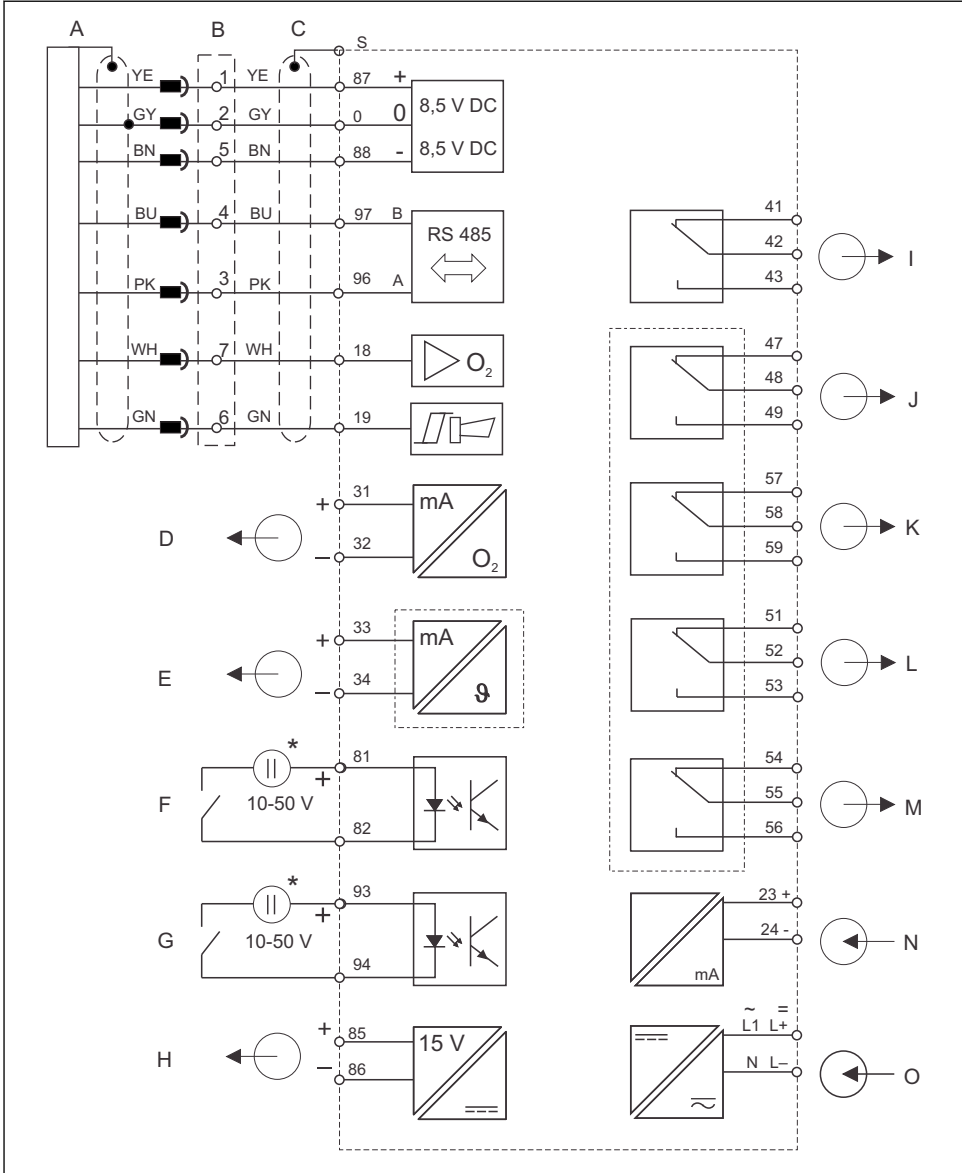 A B C S
YE 1 YE 87 + 8,5 V DC
GY 2 GY 0 0
BN 5 BN 88 - 8,5 V DC
BU 4 BU 97 B RS 485
PK 3 PK 96 A
WH 7 WH 18 O2
GN 6 GN 19
41
42 I
43
47
48 J
49
D + 31 mA
– 32 O2
57
58 K
59
E + 33 mA
– 34 ϑ
51
52 L
53
F * + 81
10-50 V
82
54
55 M
56
G * + 93
10-50 V
94
23 +
24 - N
mA
H + 85 15 V
– 86
~ =
L1 L+
N L– O